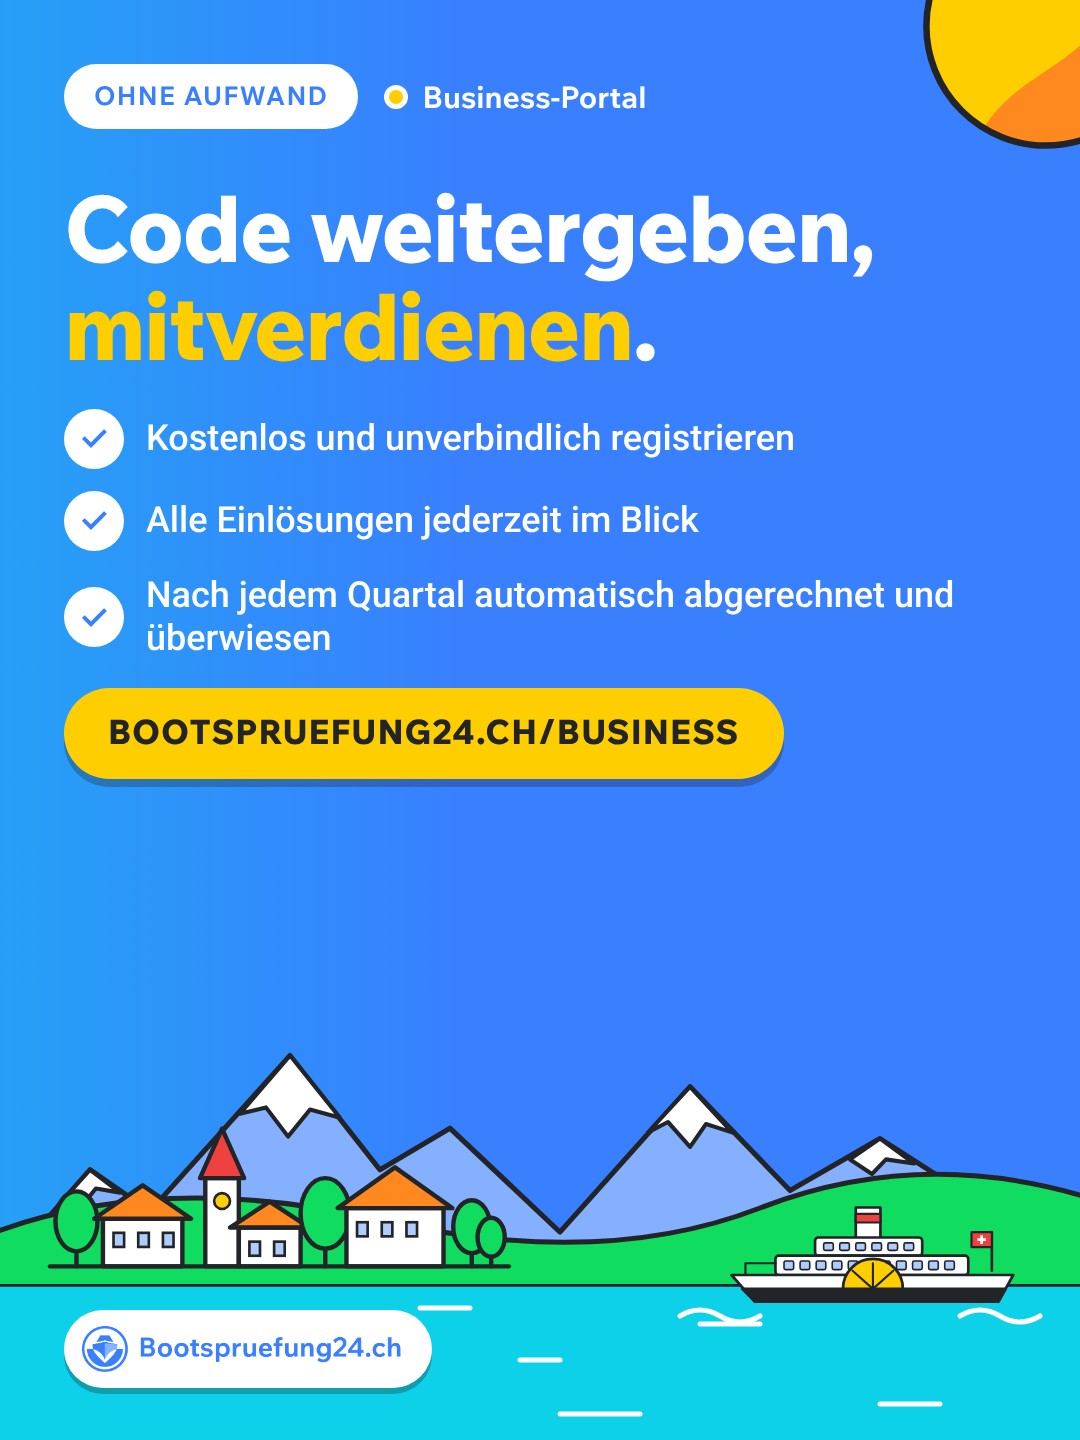 OHNE AUFWAND
Business-Portal
Code weitergeben,
mitverdienen.
Kostenlos und unverbindlich registrieren
Alle Einlösungen jederzeit im Blick
Nach jedem Quartal automatisch abgerechnet und
überwiesen
BOOTSPRUEFUNG24.CH/BUSINESS
Bootspruefung24.ch